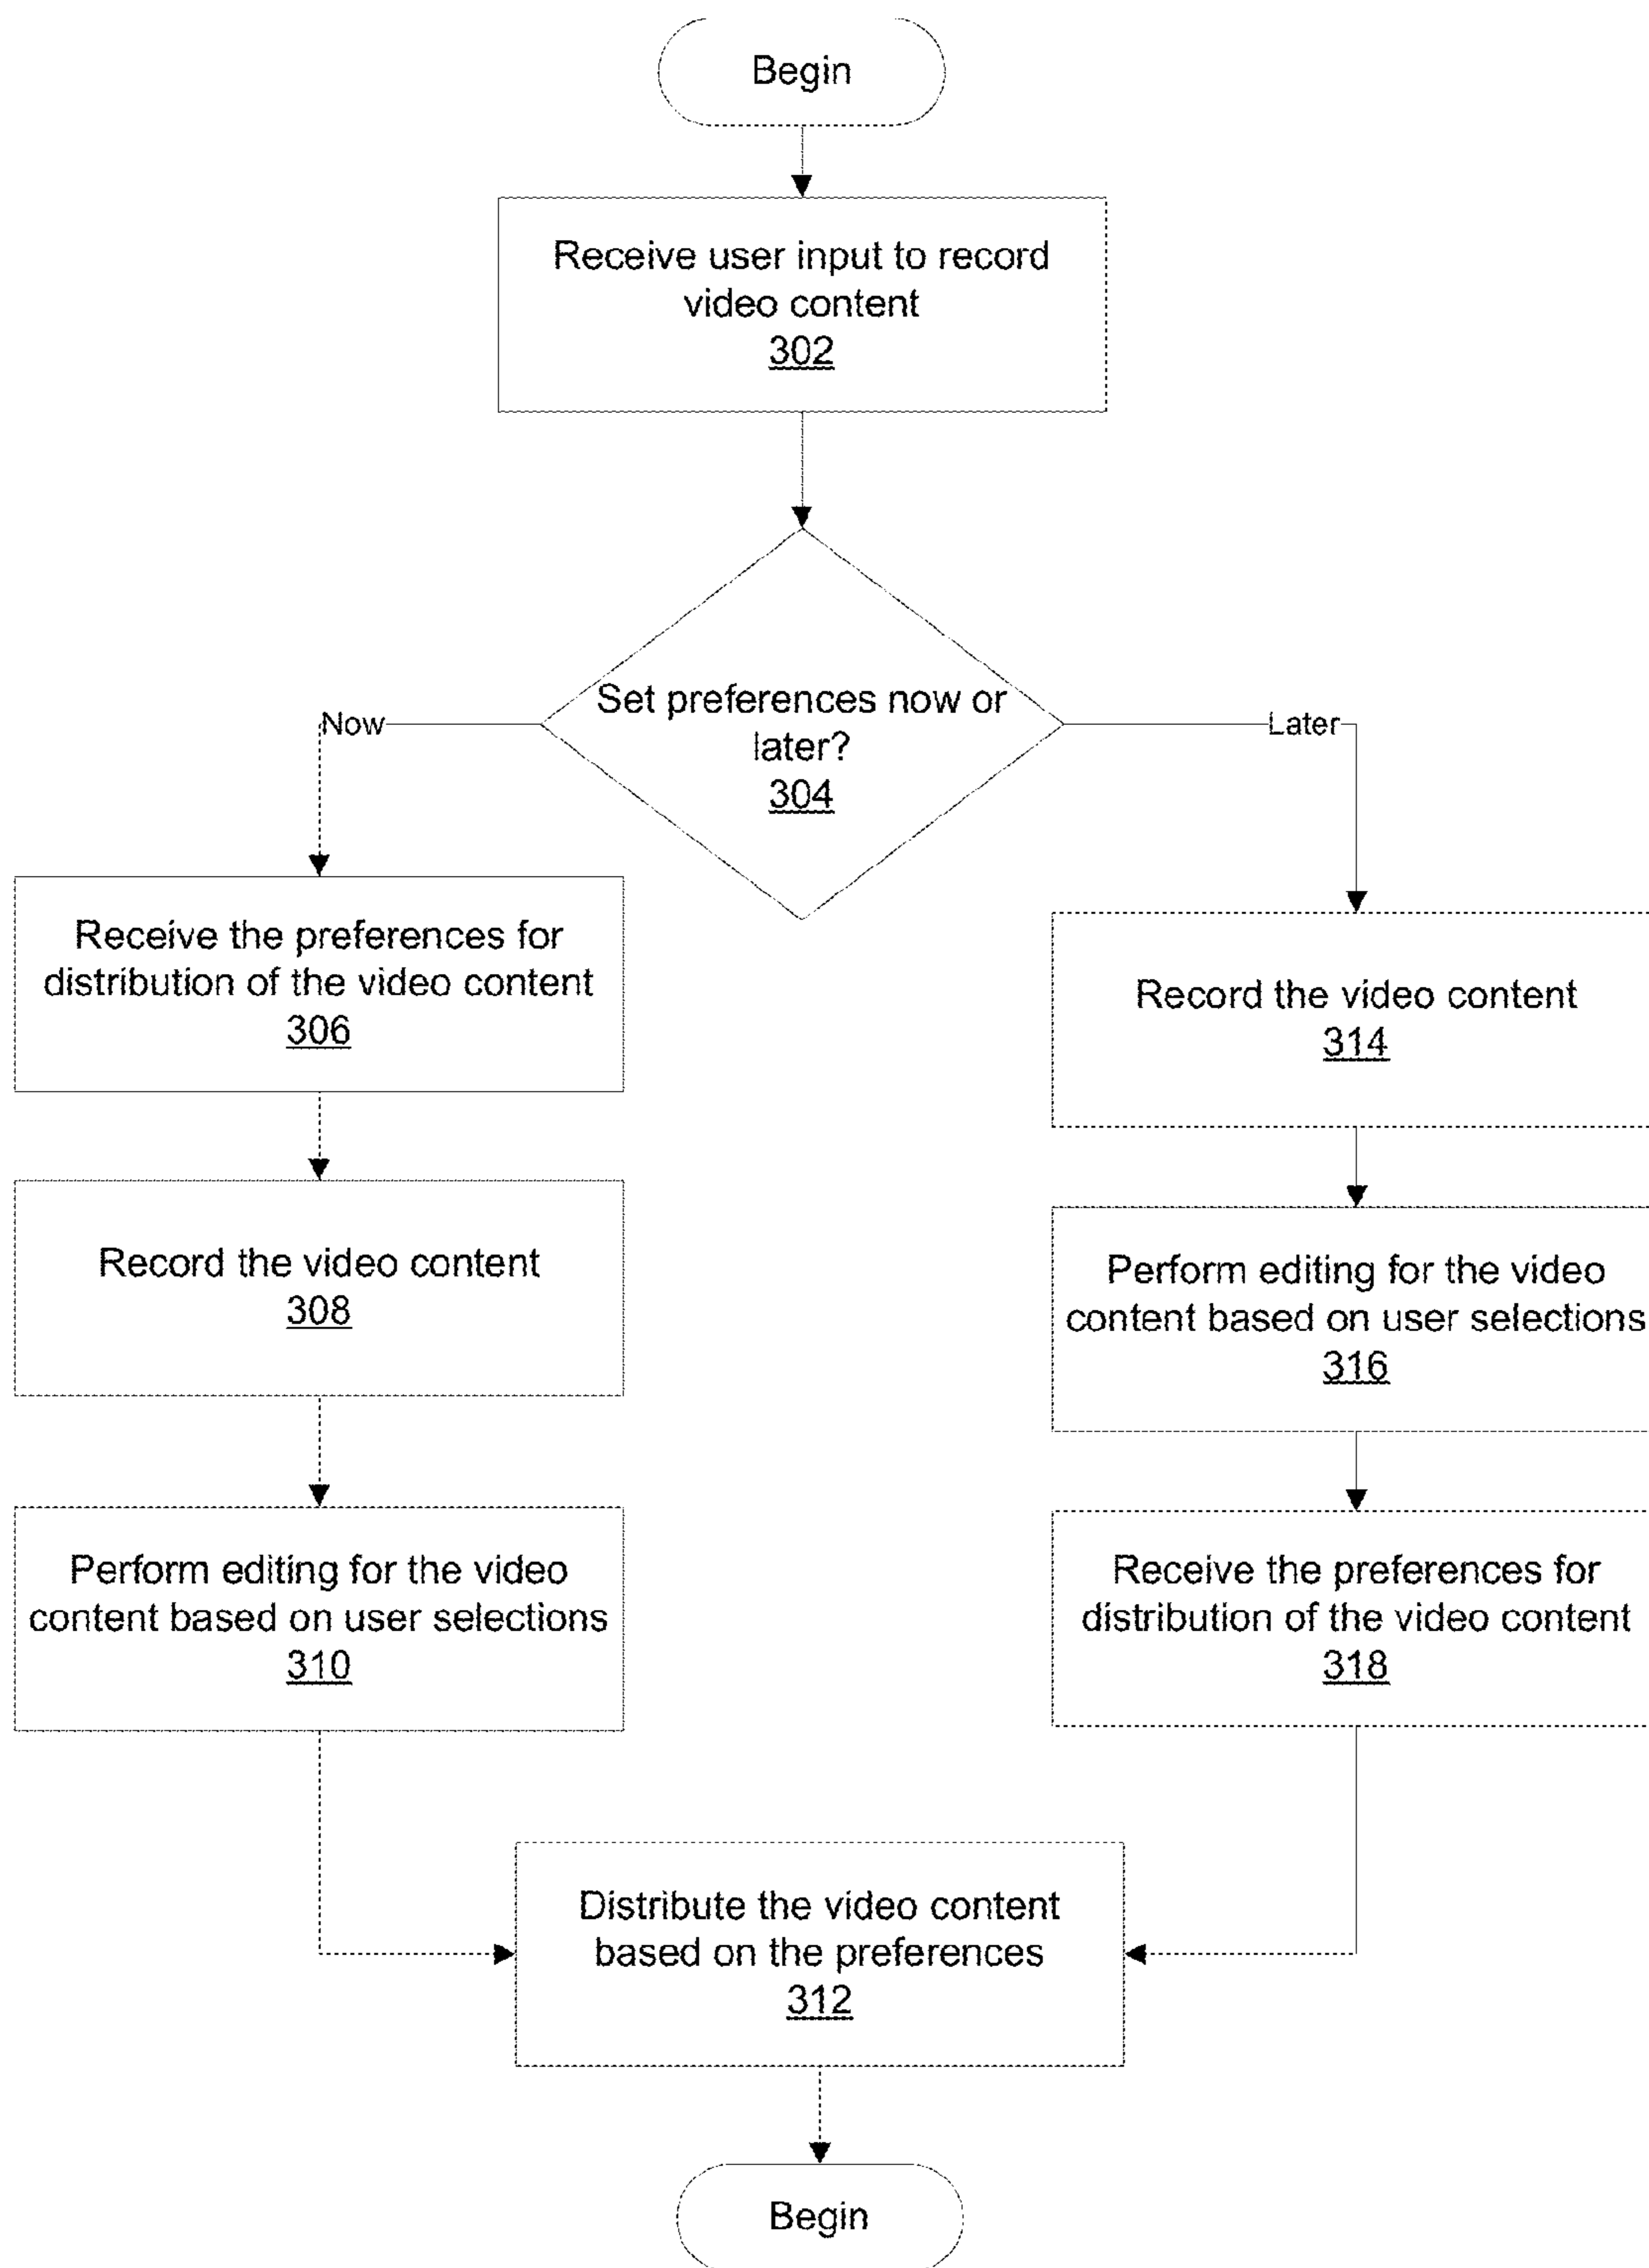 Begin
Receive user input to record
video content
302
Set preferences now or
later?
304
Now
Later
Receive the preferences for
distribution of the video content
306
Record the video content
308
Perform editing for the video
content based on user selections
310
Record the video content
314
Perform editing for the video
content based on user selections
316
Receive the preferences for
distribution of the video content
318
Distribute the video content
based on the preferences
312
Begin